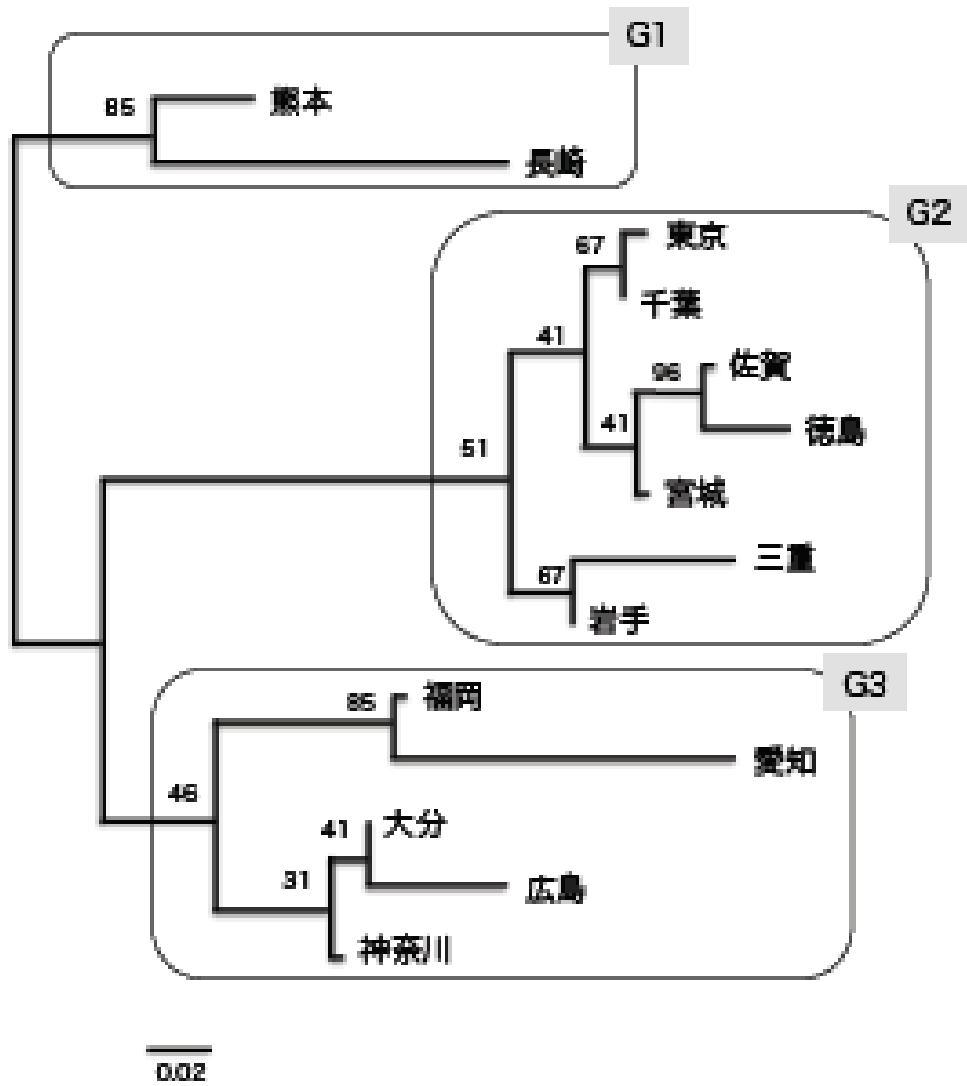 G1
85
熊本
長崎
G2
67
東京
千葉
41
96
佐賀
41
徳島
51
宮城
三重
67
岩手
G3
85
福岡
愛知
46
41
大分
31
広島
神奈川
0.02